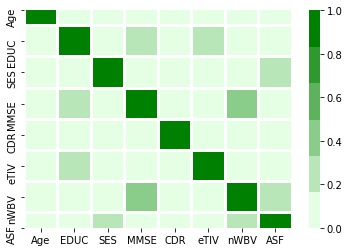 Age
EDUC
SES
MMSE
CDR
eTIV
nWBV
ASF
Age EDUC SES MMSE CDR eTIV nWBV ASF
1.0
0.8
0.6
0.4
0.2
0.0